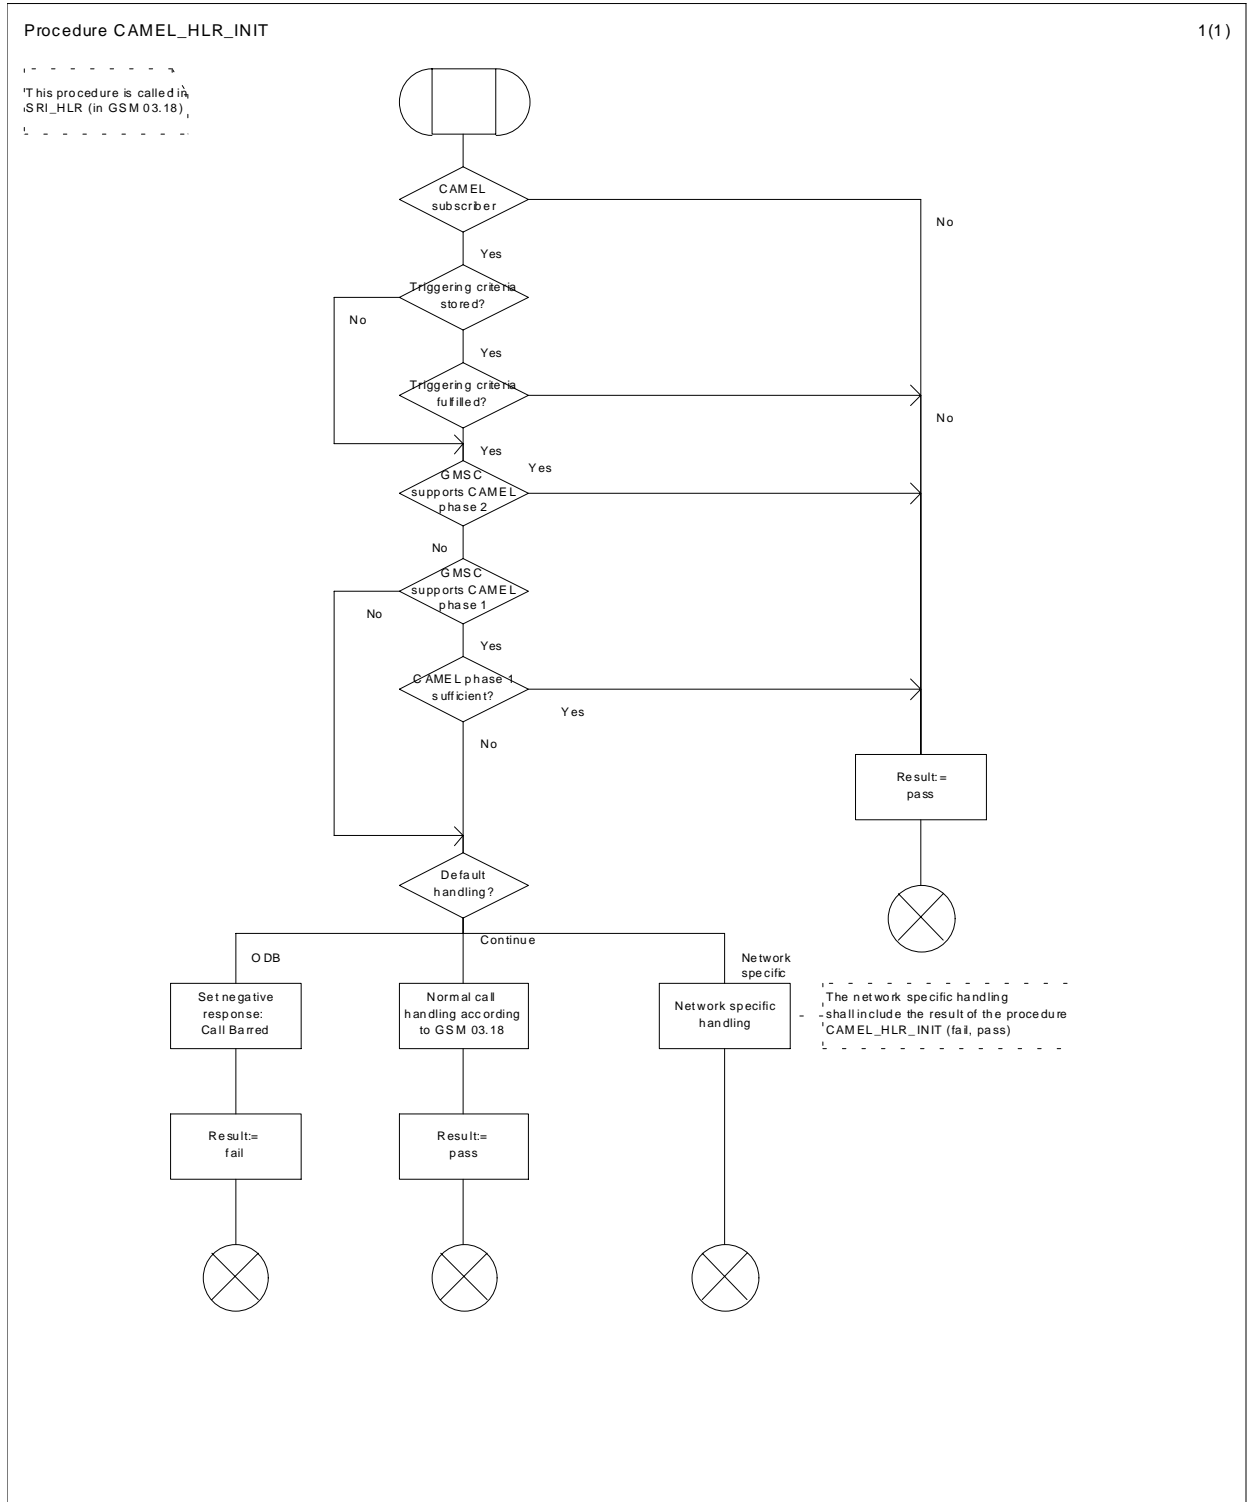 Procedure CAMEL_HLR_INIT
1(1)
This procedure is called in
SRI_HLR (in GSM 03.18)
CAMEL
subscriber
No
Yes
Triggering criteria
stored?
No
Yes
Triggering criteria
fulfilled?
No
Yes
Yes
GMSC
supports CAMEL
phase 2
No
GMSC
supports CAMEL
phase 1
No
Yes
CAMEL phase 1
sufficient?
Yes
No
Result:=
pass
Default
handling?
Continue
ODB
Network
specific
Set negative
response:
Call Barred
Normal call
handling according
to GSM 03.18
Network specific
handling
The network specific handling
shall include the result of the procedure
CAMEL_HLR_INIT (fail, pass)
Result:=
fail
Result:=
pass